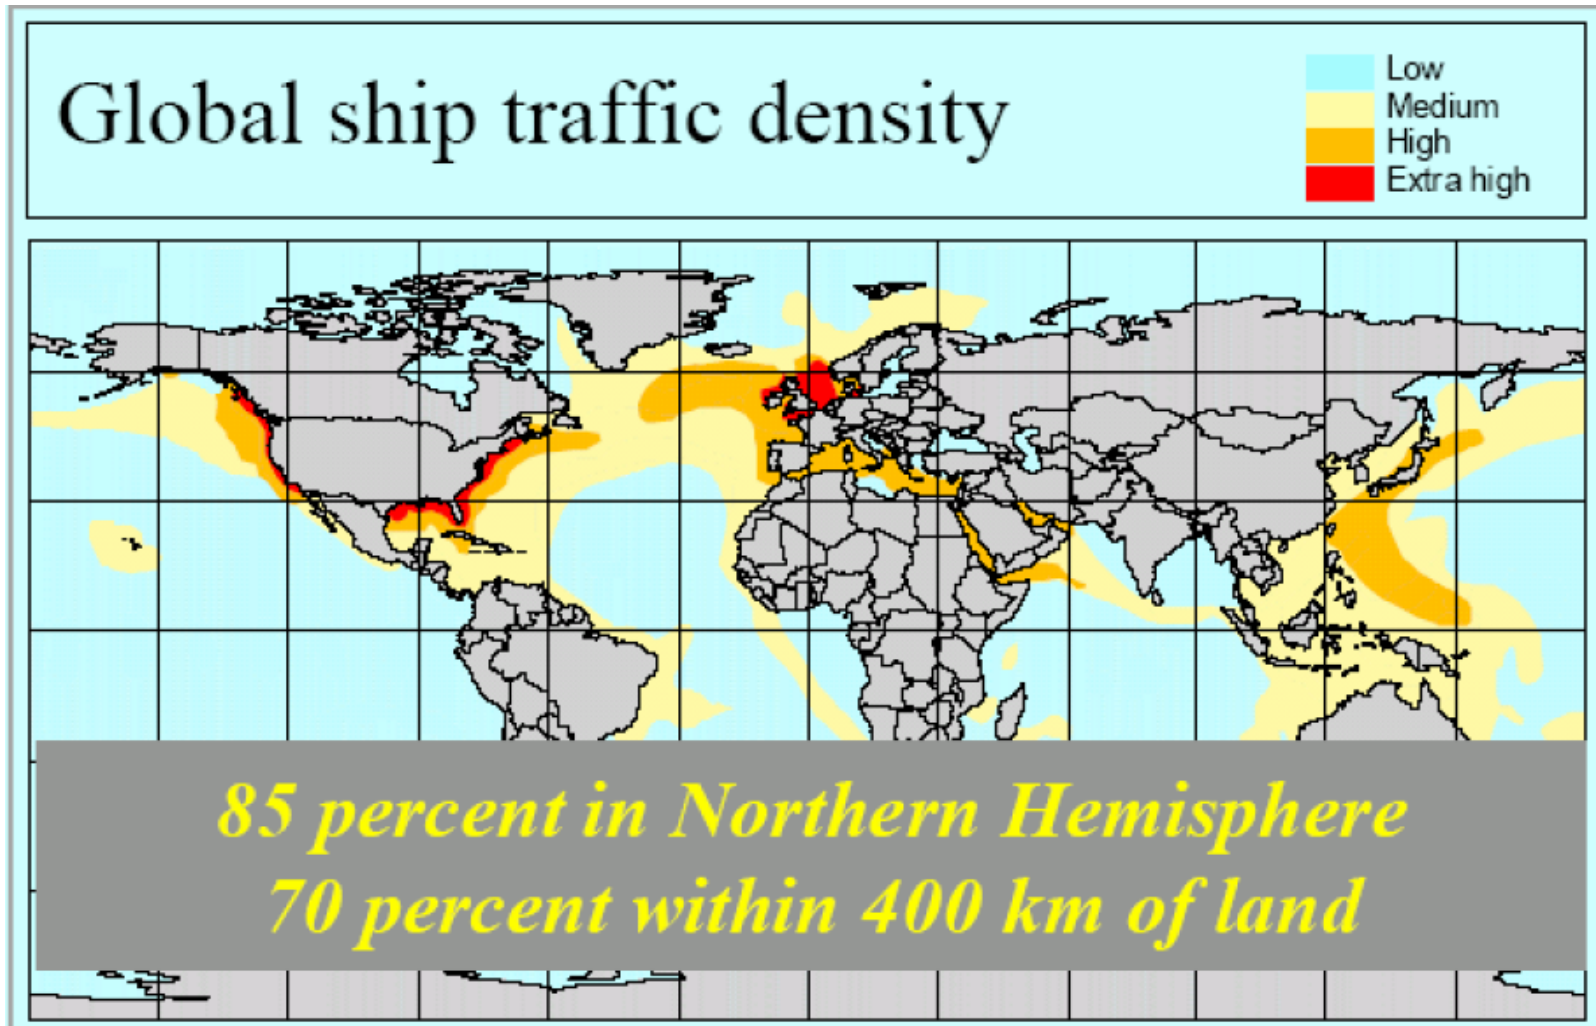 Global ship traffic density
Low
Medium
High
Extra high
85 percent in Northern Hemisphere
70 percent within 400 km of land